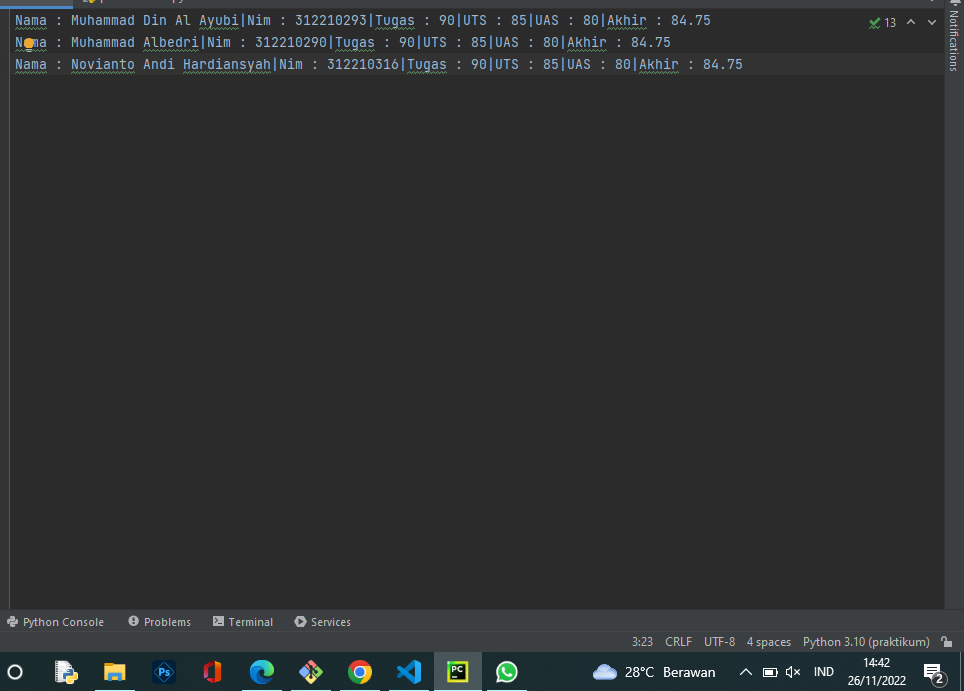 Nama : Muhammad Din Al Ayubi|Nim : 312210293|Tugas : 90|UTS : 85|UAS : 80|Akhir : 84.75
13
Nama : Muhammad Albedri|Nim : 312210290|Tugas : 90|UTS : 85|UAS : 80|Akhir : 84.75
Nama : Novianto Andi Hardiansyah|Nim : 312210316|Tugas : 90|UTS : 85|UAS : 80|Akhir : 84.75
Notifications
Python Console Problems Terminal Services
3:23 CRLF UTF-8 4 spaces Python 3.10 (praktikum)
Ps PC 28°C Berawan IND 14:42
26/11/2022 2